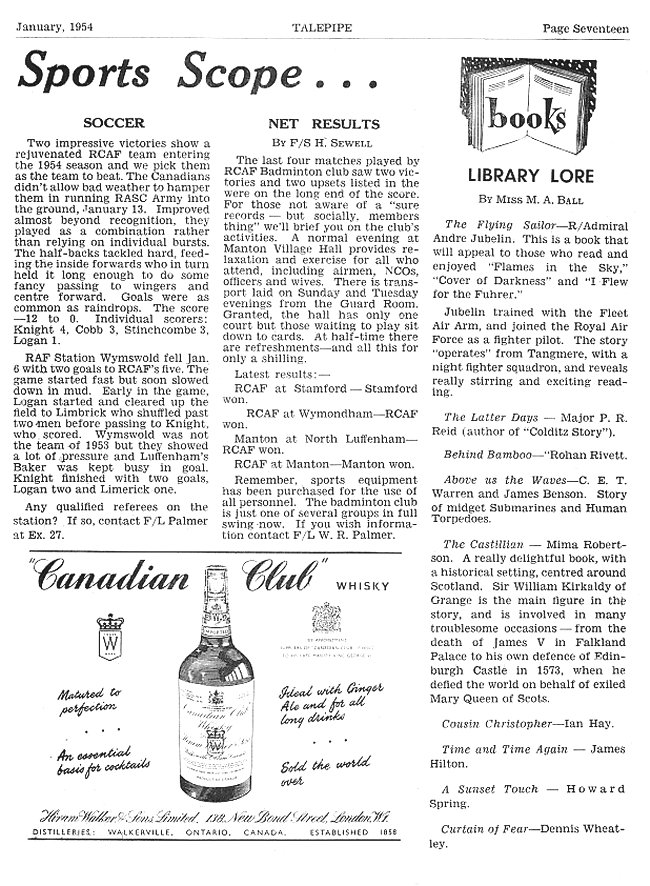 January, 1954
TALEPIPE
Page Seventeen
Sports Scope...
SOCCER
Two impressive victories show a
rejuvenated RCAF team entering
the 1954 season and we pick them
as the team to beat. The Canadians
didn't allow bad weather to hamper
them in running RASC Army into
the ground, January 13. Improved
almost beyond recognition, they
played as a combination rather
than relying on individual bursts.
The half-backs tackled hard, feed-
ing the inside forwards who in turn
held it long enough to do some
fancy passing to wingers and
centre forward. Goals were as
common as raindrops. The score
—12 to 0. Individual scorers:
Knight 4, Cobb 3, Stinchcombe 3,
Logan 1.
RAF Station Wymswold fell Jan.
6 with two goals to RCAF's five. The
game started fast but soon slowed
down in mud. Early in the game,
Logan started and cleared up the
field to Limbrick who shuffled past
two men before passing to Knight,
who scored. Wymswold was not
the team of 1953 but they showed
a lot of pressure and Luffenham's
Baker was kept busy in goal.
Knight finished with two goals,
Logan two and Limerick one.
Any qualified referees on the
station? If so, contact F/L Palmer
at Ex. 27.
NET RESULTS
By F/S H. Sewell
The last four matches played by
RCAF Badminton club saw two vic-
tories and two upsets listed in the
were on the long end of the score.
For those not aware of a "sure
records — but socially, members
thing" we'll brief you on the club's
activities. A normal evening at
Manton Village Hall provides re-
laxation and exercise for all who
attend, including airmen, NCOs,
officers and wives. There is trans-
port laid on Sunday and Tuesday
evenings from the Guard Room.
Granted, the hall has only one
court but those waiting to play sit
down to cards. At half-time there
are refreshments—and all this for
only a shilling.
Latest results:—
RCAF at Stamford — Stamford
won.
RCAF at Wymondham—RCAF
won.
Manton at North Luffenham—
RCAF won.
RCAF at Manton—Manton won.
Remember, sports equipment
has been purchased for the use of
all personnel. The badminton club
is just one of several groups in full
swing now. If you wish informa-
tion contact F/L W. R. Palmer.
books
LIBRARY LORE
By Miss M. A. Ball
The Flying Sailor—R/Admiral
Andre Jubelin. This is a book that
will appeal to those who read and
enjoyed "Flames in the Sky,"
"Cover of Darkness" and "I Flew
for the Fuhrer."
Jubelin trained with the Fleet
Air Arm, and joined the Royal Air
Force as a fighter pilot. The story
"operates" from Tangmere, with a
night fighter squadron, and reveals
really stirring and exciting read-
ing.
The Latter Days — Major P. R.
Reid (author of "Colditz Story").
Behind Bamboo—"Rohan Rivett.
Above us the Waves—C. E. T.
Warren and James Benson. Story
of midget Submarines and Human
Torpedoes.
The Castillian — Mima Robert-
son. A really delightful book, with
a historical setting, centred around
Scotland. Sir William Kirkaldy of
Grange is the main figure in the
story, and is involved in many
troublesome occasions — from the
death of James V in Falkland
Palace to his own defence of Edin-
burgh Castle in 1573, when he
defied the world on behalf of exiled
Mary Queen of Scots.
Cousin Christopher—Ian Hay.
Time and Time Again — James
Hilton.
A Sunset Touch — Howard
Spring.
Curtain of Fear—Dennis Wheat-
ley.
"Canadian Club" WHISKY
W
Matured to
perfection
An essential
basis for cocktails
Canadian Club
Whisky
Ideal with Ginger
Ale and for all
long drinks
Sold the world
over
Hiram Walker & Sons Limited, 138, New Bond Street, London, W.1.
DISTILLERIES: WALKERVILLE, ONTARIO, CANADA. ESTABLISHED 1858